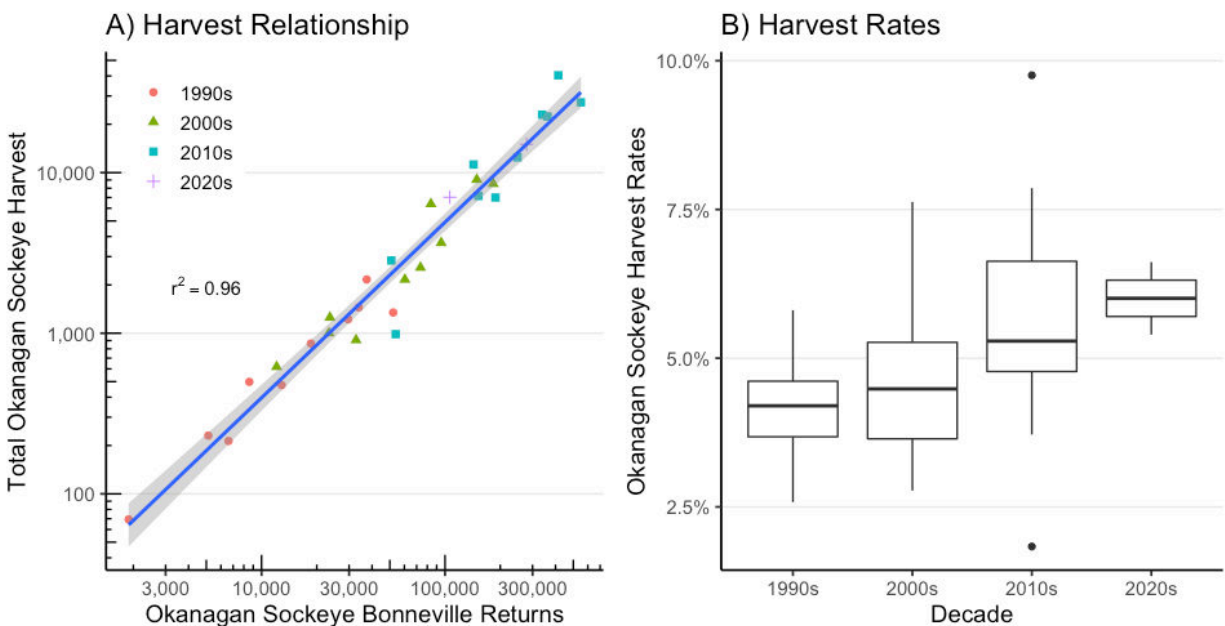 A) Harvest Relationship
Total Okanagan Sockeye Harvest
10,000
1,000
100
1990s
2000s
2010s
2020s
r² = 0.96
3,000
10,000
30,000
100,000
300,000
Okanagan Sockeye Bonneville Returns
B) Harvest Rates
Okanagan Sockeye Harvest Rates
10.0%
7.5%
5.0%
2.5%
1990s
2000s
2010s
2020s
Decade